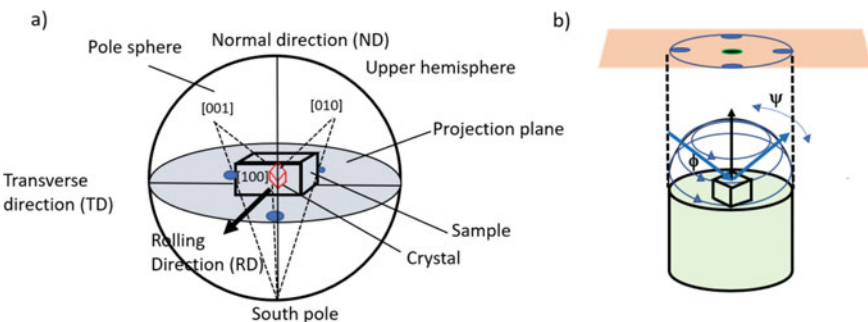 a)
Pole sphere
Normal direction (ND)
Upper hemisphere
[001]
[010]
Projection plane
[100]
Transverse
direction (TD)
Sample
Rolling
Direction (RD)
Crystal
South pole
b)
ψ
ϕ